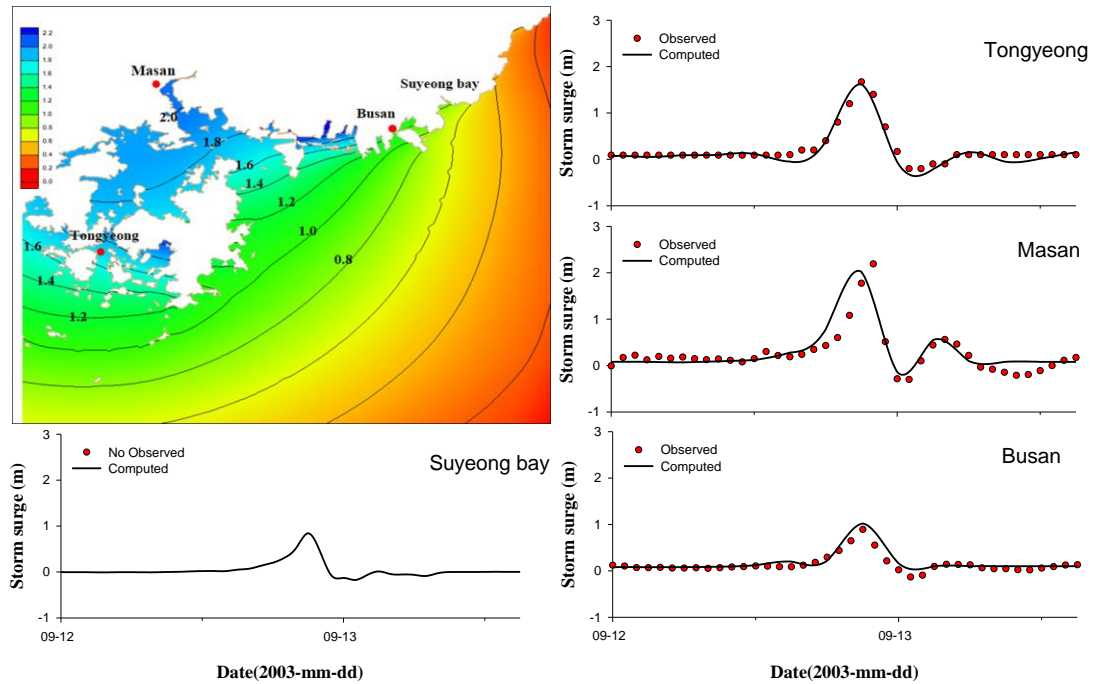 2.2
2.0
1.8
1.6
1.4
1.2
1.0
0.8
0.6
0.4
0.2
0.0
Masan
Suyeong bay
Busan
2.0
1.8
1.6
1.4
1.2
1.0
0.8
Tongyeong
1.6
1.4
1.2
3
2
1
0
-1
Storm surge (m)
Observed
Computed
Tongyeong
3
2
1
0
-1
Storm surge (m)
Observed
Computed
Masan
3
2
1
0
-1
Storm surge (m)
No Observed
Computed
Suyeong bay
09-12
09-13
Date(2003-mm-dd)
3
2
1
0
-1
Storm surge (m)
Observed
Computed
Busan
09-12
09-13
Date(2003-mm-dd)